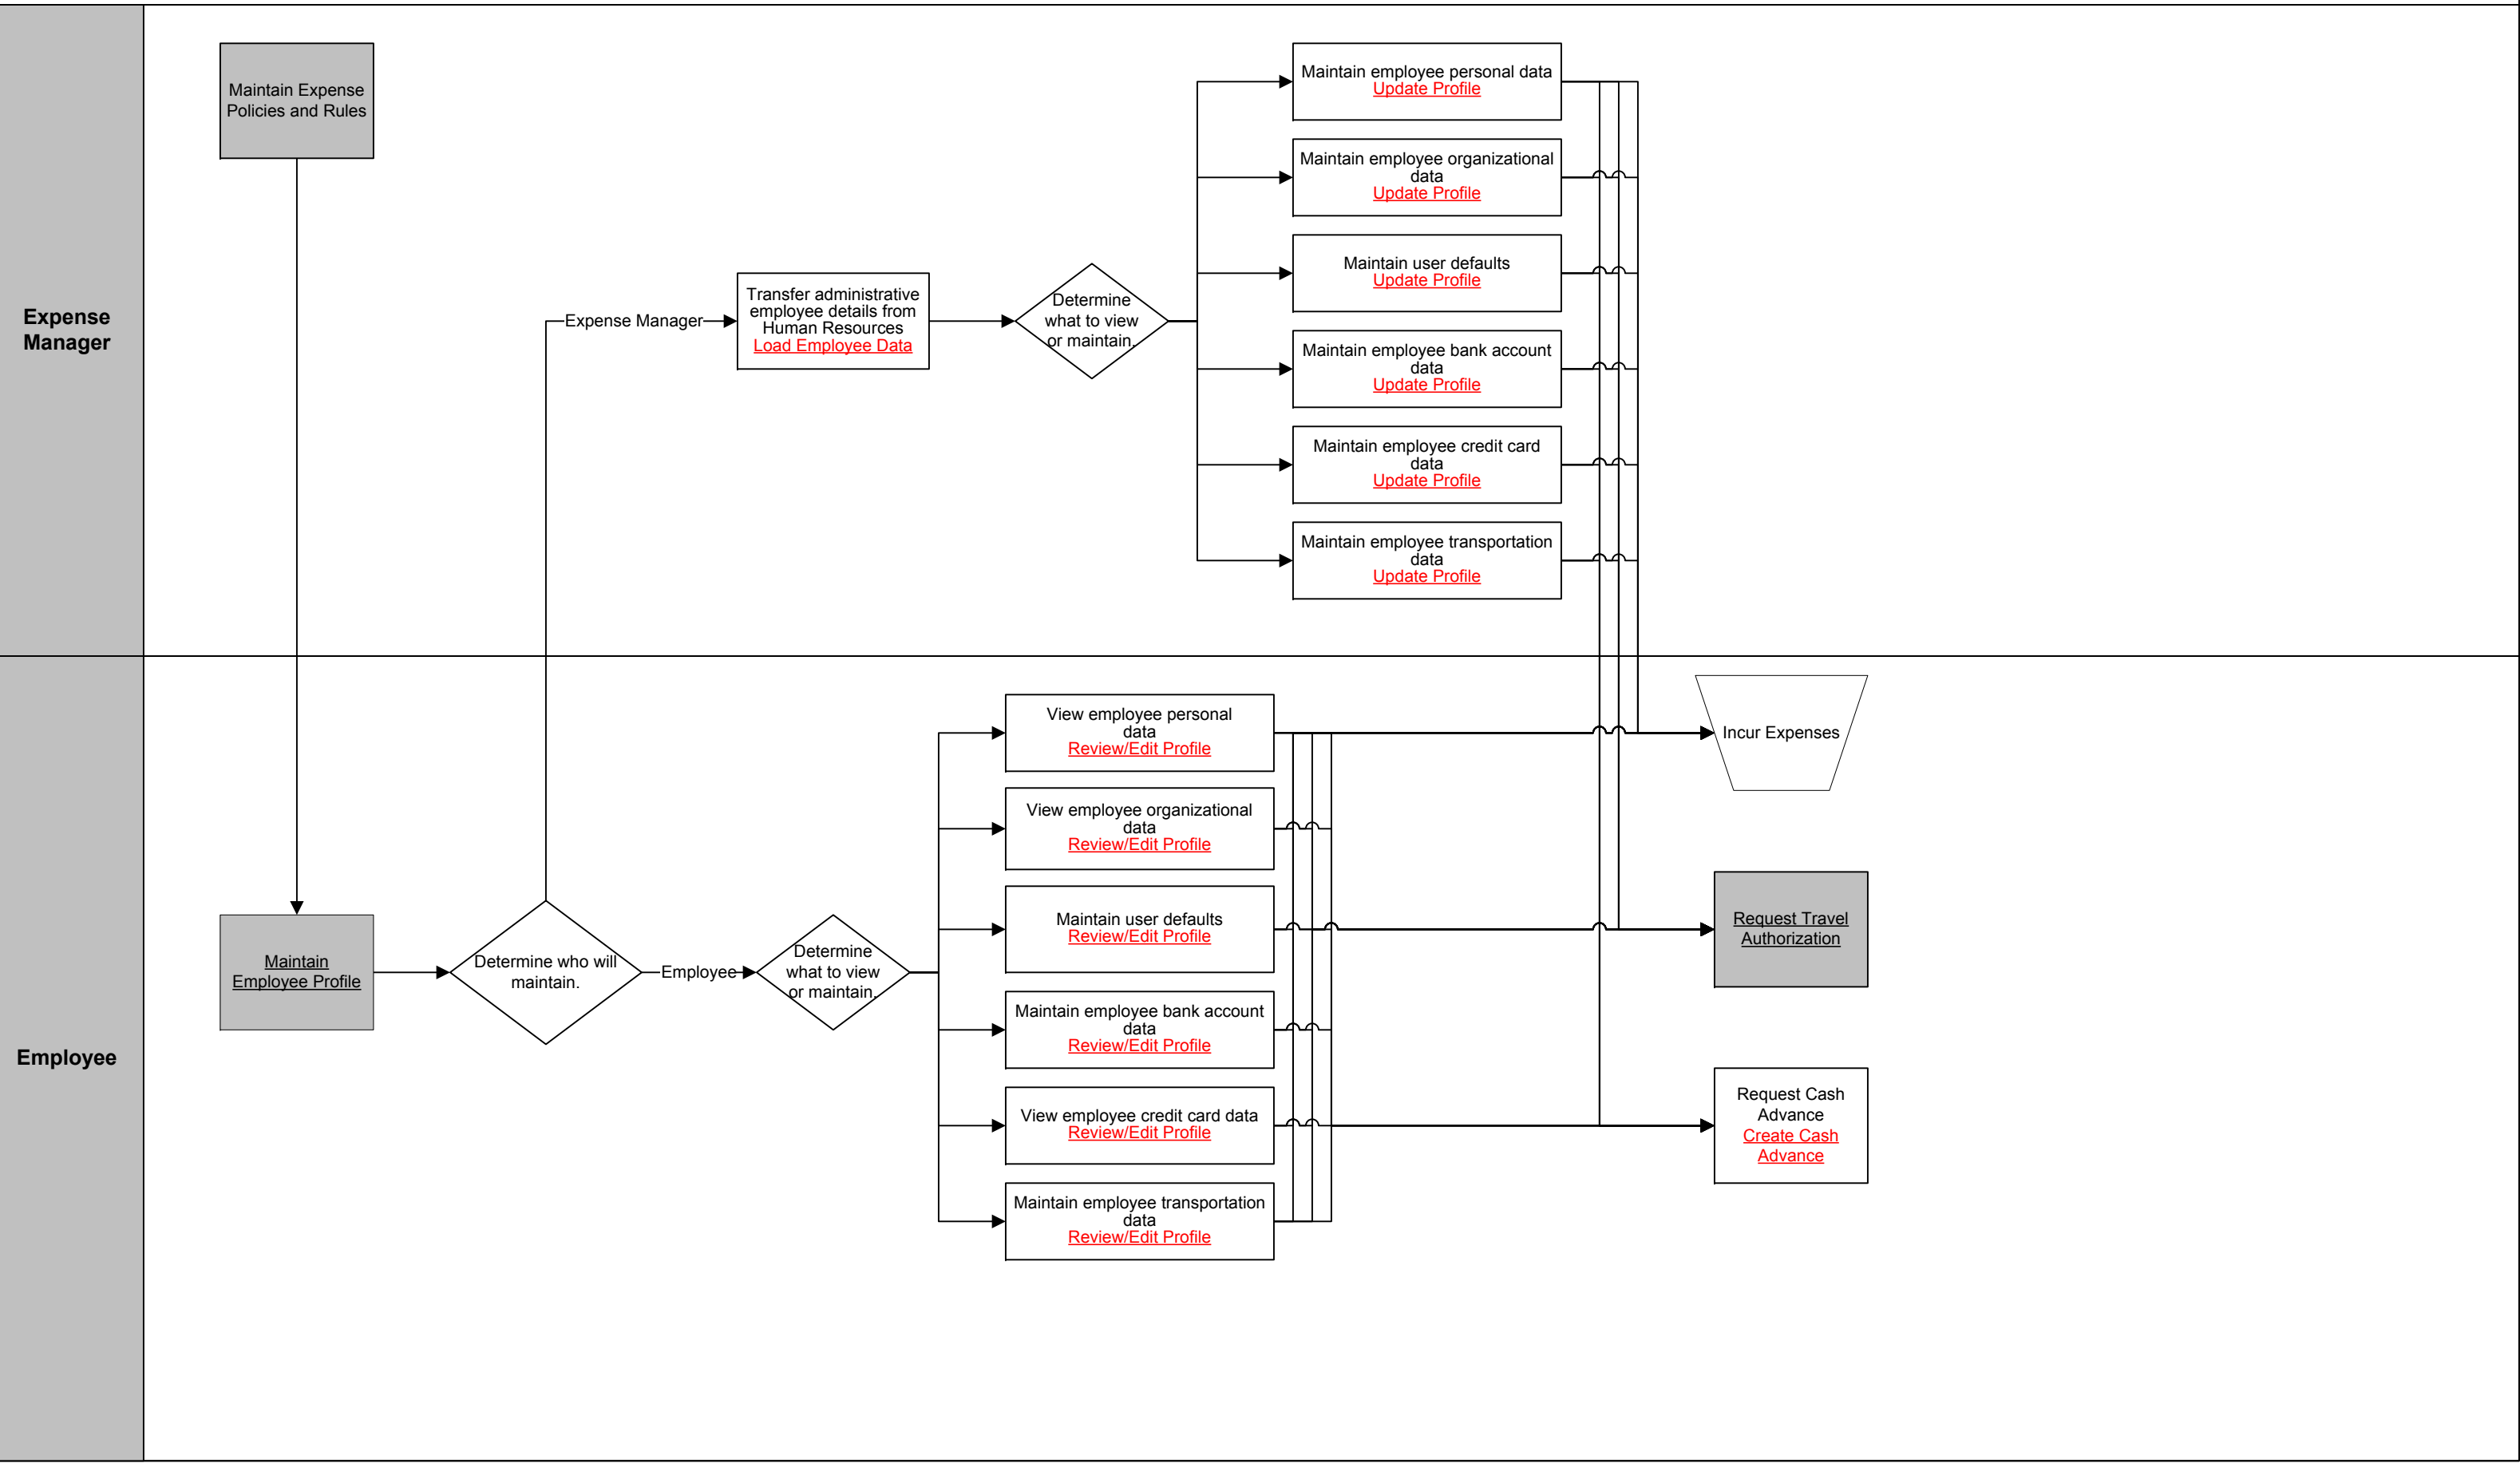 Expense
Manager
Maintain Expense
Policies and Rules
Expense Manager
Transfer administrative
employee details from
Human Resources
Load Employee Data
Determine
what to view
or maintain.
Maintain employee personal data
Update Profile
Maintain employee organizational
data
Update Profile
Maintain user defaults
Update Profile
Maintain employee bank account
data
Update Profile
Maintain employee credit card
data
Update Profile
Maintain employee transportation
data
Update Profile
Employee
Maintain
Employee Profile
Determine who will
maintain.
Employee
Determine
what to view
or maintain.
View employee personal
data
Review/Edit Profile
View employee organizational
data
Review/Edit Profile
Maintain user defaults
Review/Edit Profile
Maintain employee bank account
data
Review/Edit Profile
View employee credit card data
Review/Edit Profile
Maintain employee transportation
data
Review/Edit Profile
Incur Expenses
Request Travel
Authorization
Request Cash
Advance
Create Cash
Advance